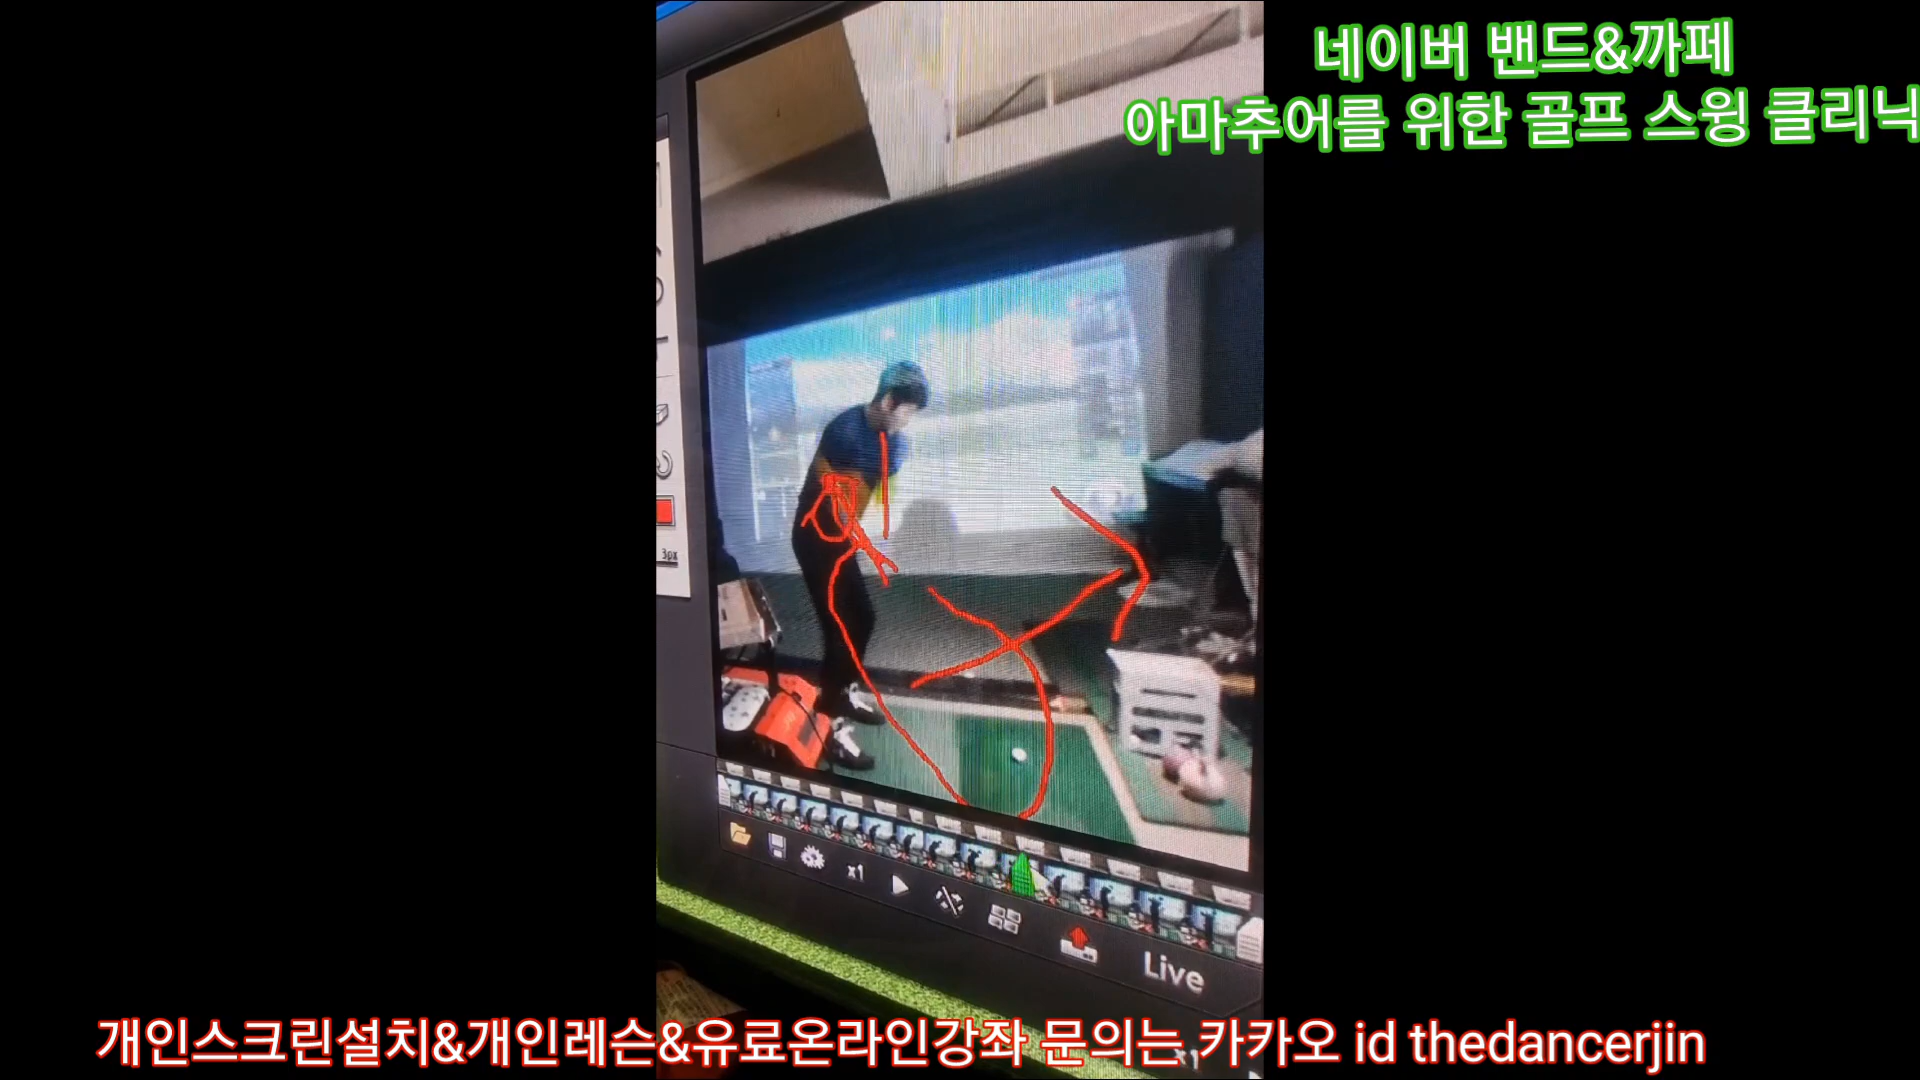 네이버 밴드&까페
아마추어를 위한 골프 스윙 클리닉
3px
x1
Live
x1
개인스크린설치&개인레슨&유료온라인강좌 문의는 카카오 id thedancerjin